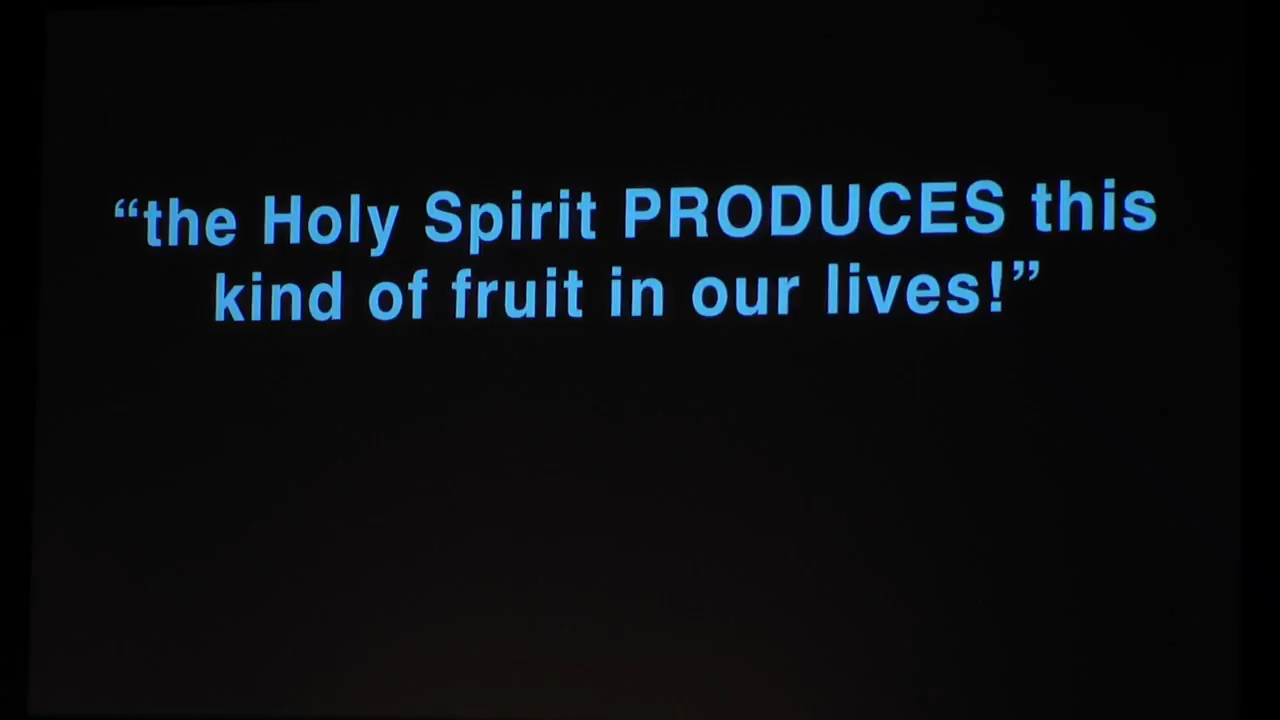 “the Holy Spirit PRODUCES this
kind of fruit in our lives!”